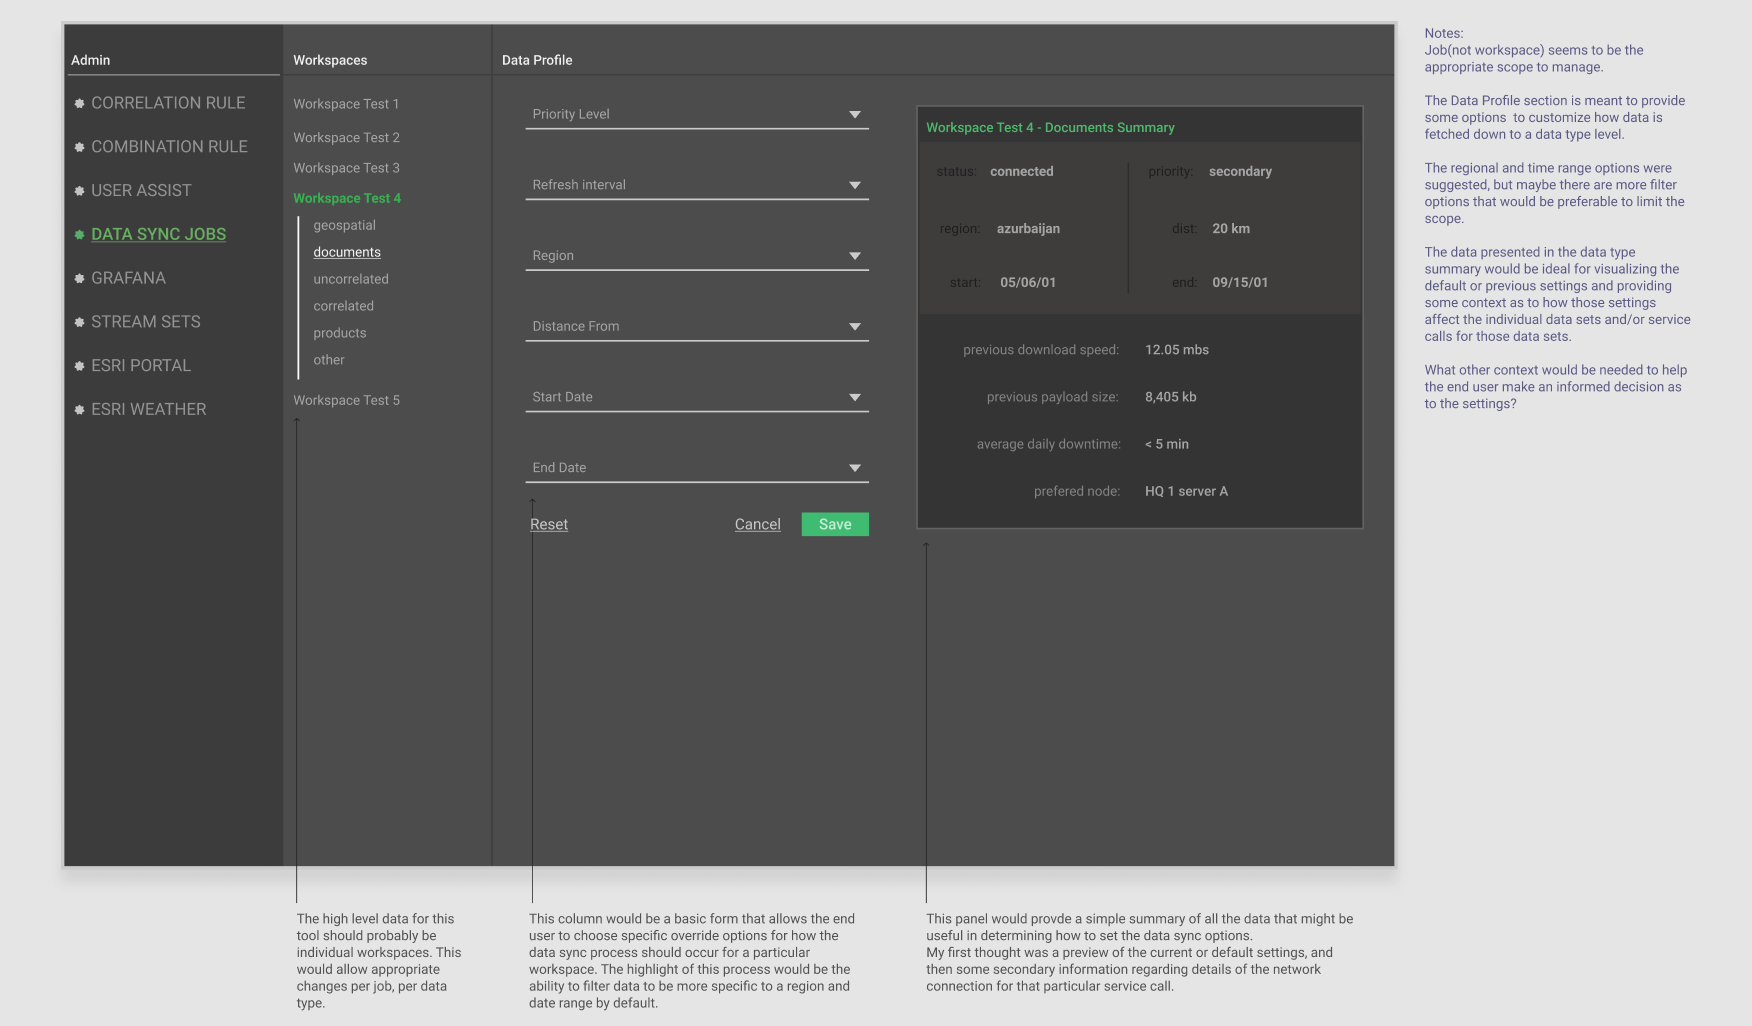 Admin
CORRELATION RULE
COMBINATION RULE
USER ASSIST
DATA SYNC JOBS
GRAFANA
STREAM SETS
ESRI PORTAL
ESRI WEATHER
Workspaces
Workspace Test 1
Workspace Test 2
Workspace Test 3
Workspace Test 4
geospatial
documents
uncorrelated
correlated
products
other
Workspace Test 5
Data Profile
Priority Level
Refresh interval
Region
Distance From
Start Date
End Date
Reset
Cancel
Save
Workspace Test 4 - Documents Summary
status: connected
priority: secondary
region: azurbaijan
dist: 20 km
start: 05/06/01
end: 09/15/01
previous download speed: 12.05 mbs
previous payload size: 8,405 kb
average daily downtime: < 5 min
prefered node: HQ 1 server A
Notes:
Job(not workspace) seems to be the
appropriate scope to manage.
The Data Profile section is meant to provide
some options  to customize how data is
fetched down to a data type level.
The regional and time range options were
suggested, but maybe there are more filter
options that would be preferable to limit the
scope.
The data presented in the data type
summary would be ideal for visualizing the
default or previous settings and providing
some context as to how those settings
affect the individual data sets and/or service
calls for those data sets.
What other context would be needed to help
the end user make an informed decision as
to the settings?
The high level data for this
tool should probably be
individual workspaces. This
would allow appropriate
changes per job, per data
type.
This column would be a basic form that allows the end
user to choose specific override options for how the
data sync process should occur for a particular
workspace. The highlight of this process would be the
ability to filter data to be more specific to a region and
date range by default.
This panel would provde a simple summary of all the data that might be
useful in determining how to set the data sync options.
My first thought was a preview of the current or default settings, and
then some secondary information regarding details of the network
connection for that particular service call.